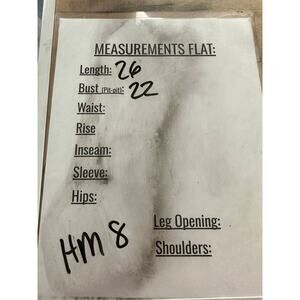 MEASUREMENTS FLAT:
Length: 26
Bust (Pit-pit): 22
Waist:
Rise
Inseam:
Sleeve:
Hips:
Leg Opening:
HM 8
Shoulders: